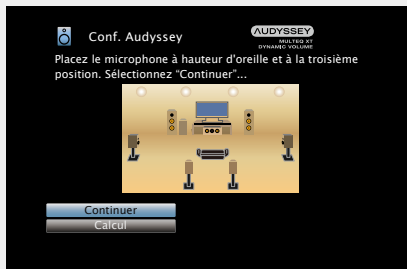 Conf. Audyssey
AUDYSSEY
MULTEQ XT
DYNAMIC VOLUME
Placez le microphone à hauteur d'oreille et à la troisième
position. Sélectionnez “Continuer”...
Continuer
Calcul